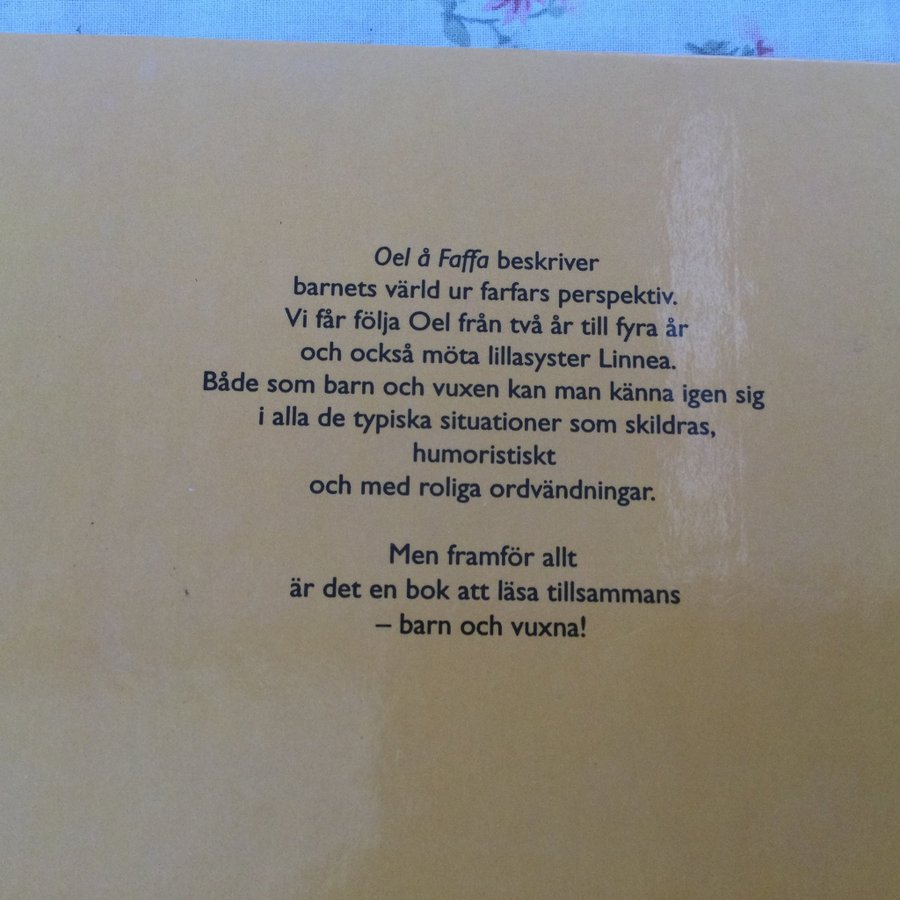 Oel å Faffa beskriver
barnets värld ur farfars perspektiv.
Vi får följa Oel från två år till fyra år
och också möta lillasyster Linnea.
Både som barn och vuxen kan man känna igen sig
i alla de typiska situationer som skildras,
humoristiskt
och med roliga ordvändningar.
Men framför allt
är det en bok att läsa tillsammans
– barn och vuxna!